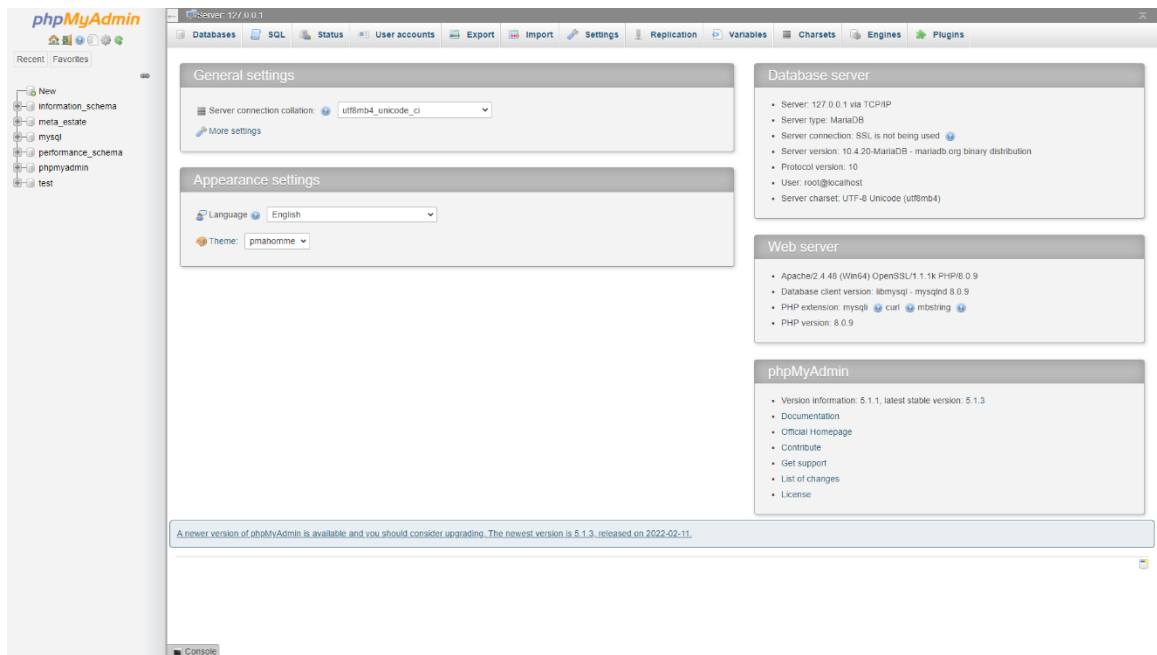 phpMyAdmin
Recent Favorites
New
information_schema
meta_estate
mysql
performance_schema
phpmyadmin
test
Server: 127.0.0.1
Databases SQL Status User accounts Export Import Settings Replication Variables Charsets Engines Plugins
General settings
Server connection collation: utf8mb4_unicode_ci
More settings
Appearance settings
Language English
Theme: pmahomme
Database server
Server: 127.0.0.1 via TCP/IP
Server type: MariaDB
Server connection: SSL is not being used
Server version: 10.4.20-MariaDB - mariadb.org binary distribution
Protocol version: 10
User: root@localhost
Server charset: UTF-8 Unicode (utf8mb4)
Web server
Apache/2.4.48 (Win64) OpenSSL/1.1.1k PHP/8.0.9
Database client version: libmysql - mysqlnd 8.0.9
PHP extension: mysqli curl mbstring
PHP version: 8.0.9
phpMyAdmin
Version information: 5.1.1, latest stable version: 5.1.3
Documentation
Official Homepage
Contribute
Get support
List of changes
License
A newer version of phpMyAdmin is available and you should consider upgrading. The newest version is 5.1.3, released on 2022-02-11.
Console